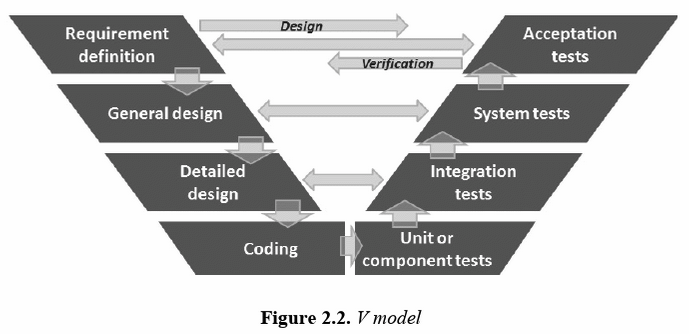 Requirement
definition
Design
Verification
Acceptation
tests
General design
System tests
Detailed
design
Integration
tests
Coding
Unit or
component tests
Figure 2.2. V model